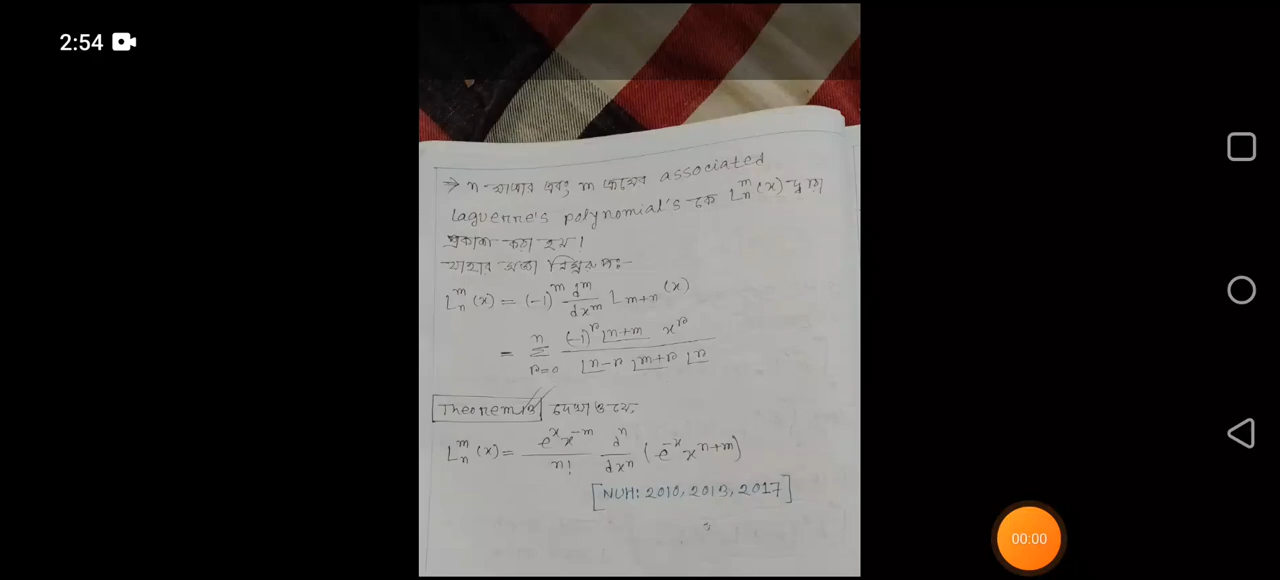 2:54
⇒ n-মাত্রার এবং m ক্রমের associated
Laguerre's polynomial's কে L_n^m (x) দ্বারা
প্রকাশ করা হয়।
যাহার সংজ্ঞা নিম্নরূপঃ-
L_n^m (x) = (-1)^m d^m/dx^m L_{m+n} (x)
= Σ_{r=0}^n (-1)^r ⌊n+m x^r / ⌊n-r ⌊m+r ⌊r
Theorem: দেখাও যে,
L_n^m (x) = e^x x^{-m} / n! d^n/dx^n (e^{-x} x^{n+m})
[NUH: 2010, 2013, 2017]
00:00